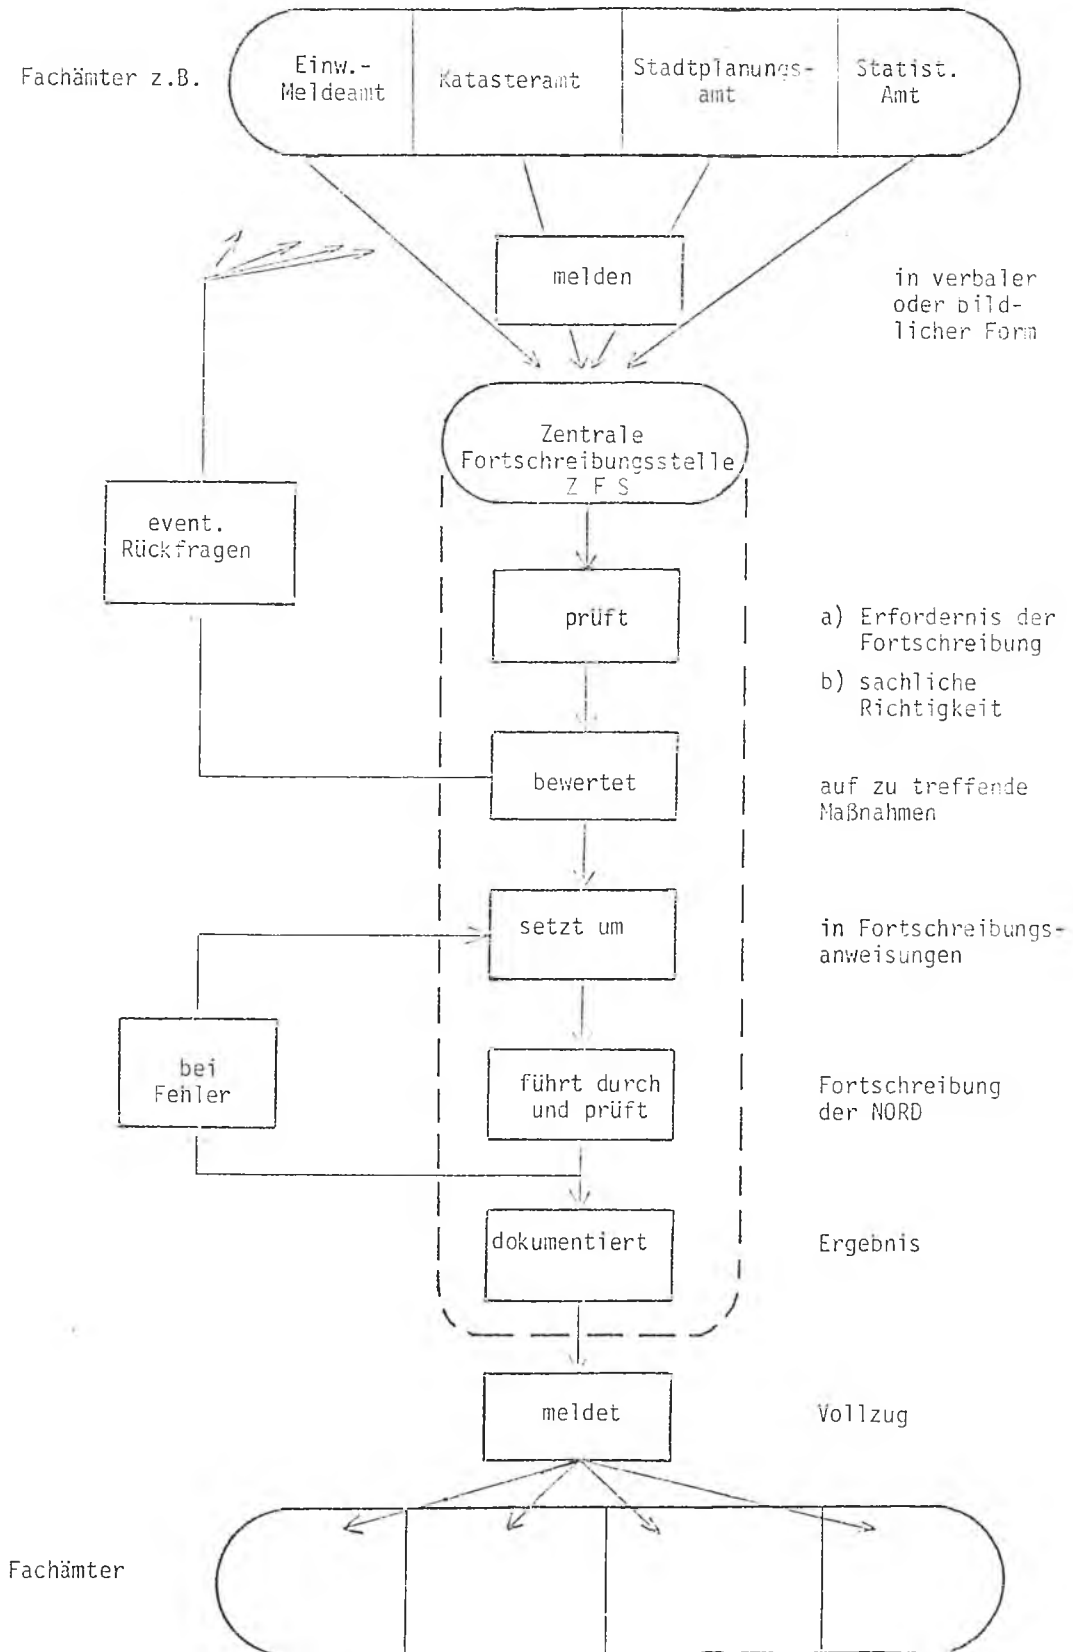 Fachämter z.B.
Einw.-
Meldeamt
Katasteramt
Stadtplanungs-
amt
Statist.
Amt
melden
in verbaler
oder bild-
licher Form
Zentrale
Fortschreibungsstelle
Z F S
event.
Rückfragen
prüft
a) Erfordernis der
Fortschreibung
b) sachliche
Richtigkeit
bewertet
auf zu treffende
Maßnahmen
setzt um
in Fortschreibungs-
anweisungen
bei
Fehler
führt durch
und prüft
Fortschreibung
der NORD
dokumentiert
Ergebnis
meldet
Vollzug
Fachämter